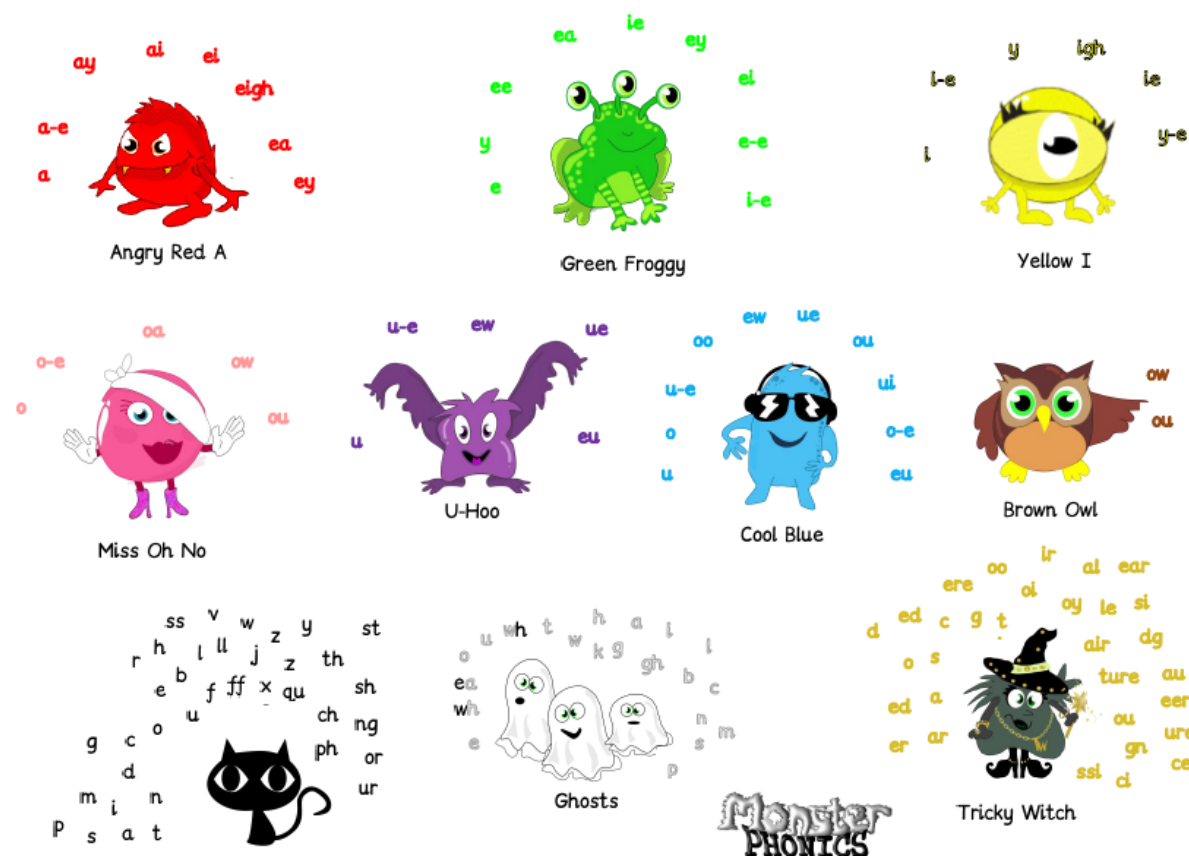 a
a-e
ay
ai
ei
eigh
ea
ey
Angry Red A
e
y
ee
ea
ie
ey
ei
e-e
i-e
Green Froggy
i
i-e
y
igh
ie
y-e
Yellow I
o
o-e
oa
ow
ou
Miss Oh No
u
u-e
ew
ue
eu
U-Hoo
u
o
u-e
oo
ew
ue
ou
ui
o-e
eu
Cool Blue
ow
ou
Brown Owl
ss v w y st
r h l ll j z z th
e b f ff x qu sh
u ch ng
g c o ph or
d ur
m i n
p s a t
o u wh t h a i l
w k g gh b c
ea
wh
e
n m
s
p
Ghosts
ere oo ir al ear
oi oy le si
d ed c g t air dg
o s ture au
ed a ou eer
er ar gn ure
ssi ci ce
Tricky Witch
Monster
PHONICS